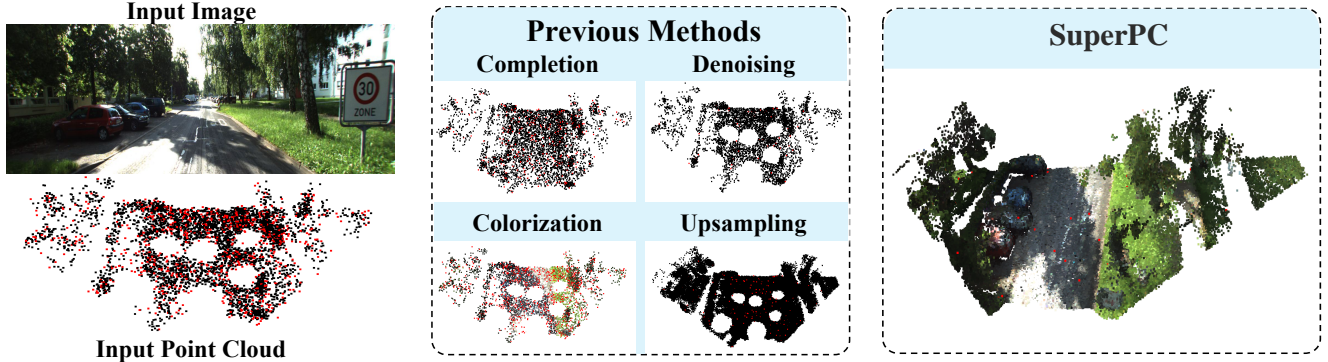 Input Image
30
ZONE
Input Point Cloud
Previous Methods
Completion
Denoising
Colorization
Upsampling
SuperPC